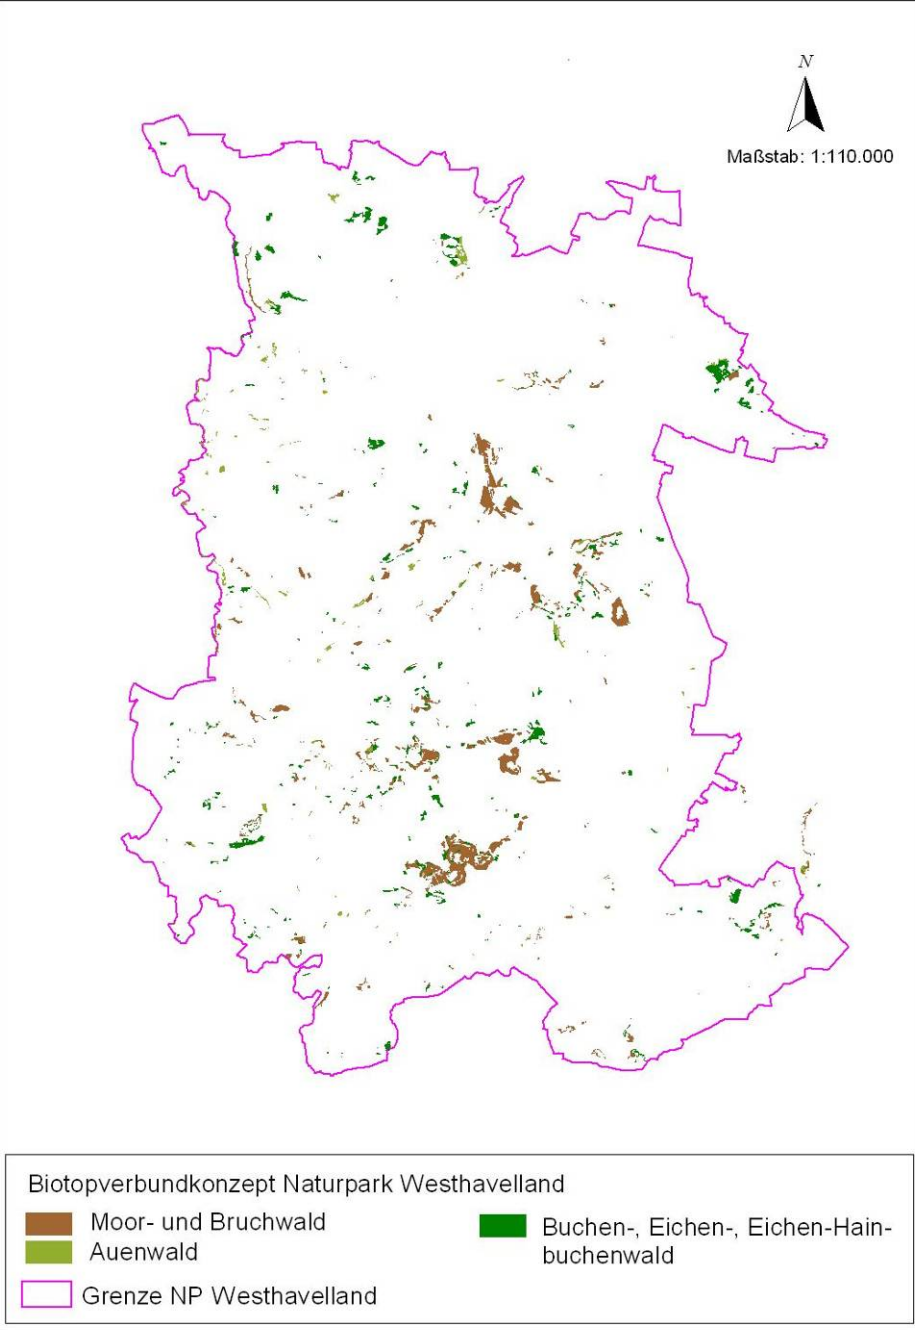 N
Maßstab: 1:110.000
Biotopverbundkonzept Naturpark Westhavelland
Moor- und Bruchwald
Auenwald
Buchen-, Eichen-, Eichen-Hain-
buchenwald
Grenze NP Westhavelland